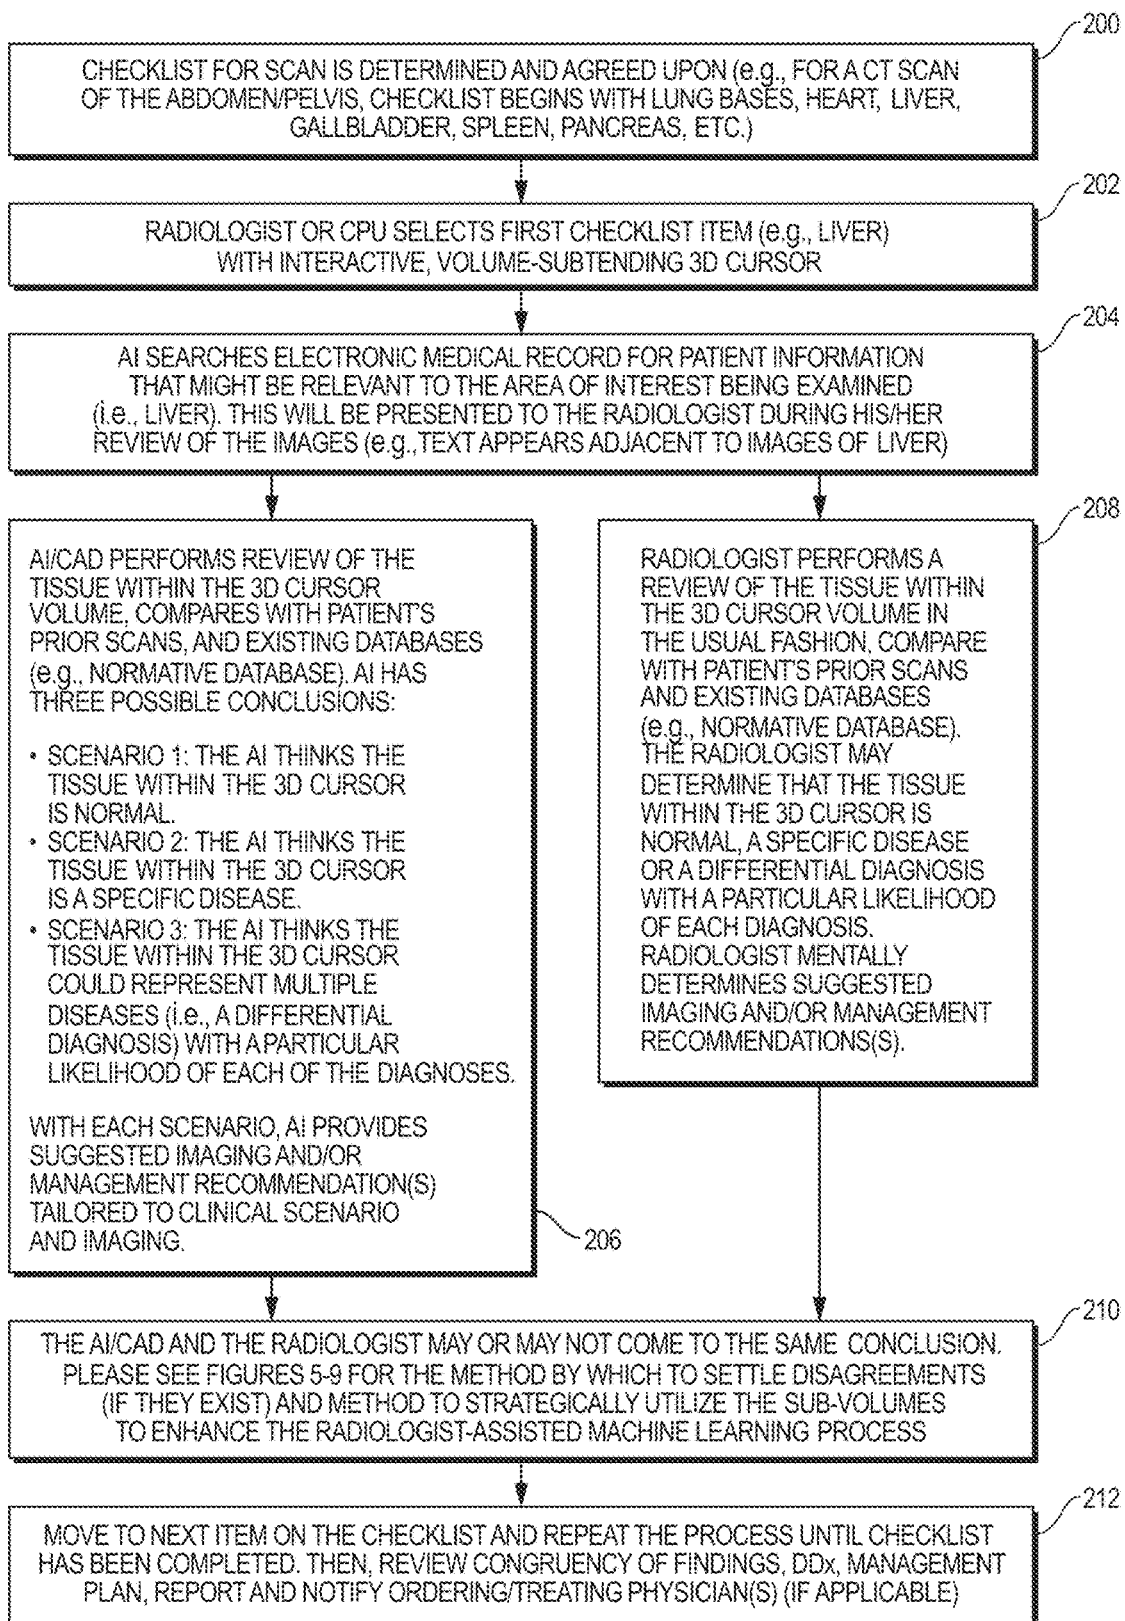 200
CHECKLIST FOR SCAN IS DETERMINED AND AGREED UPON (e.g., FOR A CT SCAN
OF THE ABDOMEN/PELVIS, CHECKLIST BEGINS WITH LUNG BASES, HEART, LIVER,
GALLBLADDER, SPLEEN, PANCREAS, ETC.)
202
RADIOLOGIST OR CPU SELECTS FIRST CHECKLIST ITEM (e.g., LIVER)
WITH INTERACTIVE, VOLUME-SUBTENDING 3D CURSOR
204
AI SEARCHES ELECTRONIC MEDICAL RECORD FOR PATIENT INFORMATION
THAT MIGHT BE RELEVANT TO THE AREA OF INTEREST BEING EXAMINED
(i.e., LIVER). THIS WILL BE PRESENTED TO THE RADIOLOGIST DURING HIS/HER
REVIEW OF THE IMAGES (e.g.,TEXT APPEARS ADJACENT TO IMAGES OF LIVER)
AI/CAD PERFORMS REVIEW OF THE
TISSUE WITHIN THE 3D CURSOR
VOLUME, COMPARES WITH PATIENT'S
PRIOR SCANS, AND EXISTING DATABASES
(e.g., NORMATIVE DATABASE). AI HAS
THREE POSSIBLE CONCLUSIONS:
• SCENARIO 1: THE AI THINKS THE
TISSUE WITHIN THE 3D CURSOR
IS NORMAL.
• SCENARIO 2: THE AI THINKS THE
TISSUE WITHIN THE 3D CURSOR
IS A SPECIFIC DISEASE.
• SCENARIO 3: THE AI THINKS THE
TISSUE WITHIN THE 3D CURSOR
COULD REPRESENT MULTIPLE
DISEASES (i.e., A DIFFERENTIAL
DIAGNOSIS) WITH A PARTICULAR
LIKELIHOOD OF EACH OF THE DIAGNOSES.
WITH EACH SCENARIO, AI PROVIDES
SUGGESTED IMAGING AND/OR
MANAGEMENT RECOMMENDATION(S)
TAILORED TO CLINICAL SCENARIO
AND IMAGING.
206
208
RADIOLOGIST PERFORMS A
REVIEW OF THE TISSUE WITHIN
THE 3D CURSOR VOLUME IN
THE USUAL FASHION, COMPARE
WITH PATIENT'S PRIOR SCANS
AND EXISTING DATABASES
(e.g., NORMATIVE DATABASE).
THE RADIOLOGIST MAY
DETERMINE THAT THE TISSUE
WITHIN THE 3D CURSOR IS
NORMAL, A SPECIFIC DISEASE
OR A DIFFERENTIAL DIAGNOSIS
WITH A PARTICULAR LIKELIHOOD
OF EACH DIAGNOSIS.
RADIOLOGIST MENTALLY
DETERMINES SUGGESTED
IMAGING AND/OR MANAGEMENT
RECOMMENDATIONS(S).
210
THE AI/CAD AND THE RADIOLOGIST MAY OR MAY NOT COME TO THE SAME CONCLUSION.
PLEASE SEE FIGURES 5-9 FOR THE METHOD BY WHICH TO SETTLE DISAGREEMENTS
(IF THEY EXIST) AND METHOD TO STRATEGICALLY UTILIZE THE SUB-VOLUMES
TO ENHANCE THE RADIOLOGIST-ASSISTED MACHINE LEARNING PROCESS
212
MOVE TO NEXT ITEM ON THE CHECKLIST AND REPEAT THE PROCESS UNTIL CHECKLIST
HAS BEEN COMPLETED. THEN, REVIEW CONGRUENCY OF FINDINGS, DDx, MANAGEMENT
PLAN, REPORT AND NOTIFY ORDERING/TREATING PHYSICIAN(S) (IF APPLICABLE)